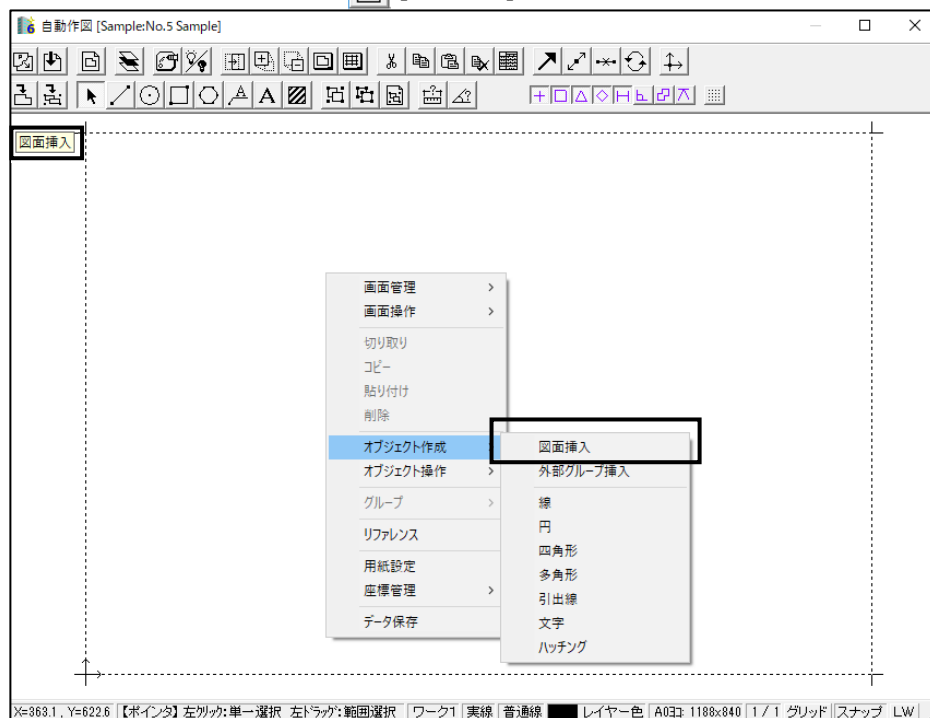 自動作図 [Sample:No.5 Sample]
図面挿入
画面管理
画面操作
切り取り
コピー
貼り付け
削除
オブジェクト作成
オブジェクト操作
グループ
リファレンス
用紙設定
座標管理
データ保存
図面挿入
外部グループ挿入
線
円
四角形
多角形
引出線
文字
ハッチング
X=363.1 , Y=622.6 【ポインタ】 左クリック:単一選択 左ドラッグ:範囲選択 ワーク1 実線 普通線 レイヤー色 A0ヨコ: 1188x840 1 / 1 グリッド スナップ LW